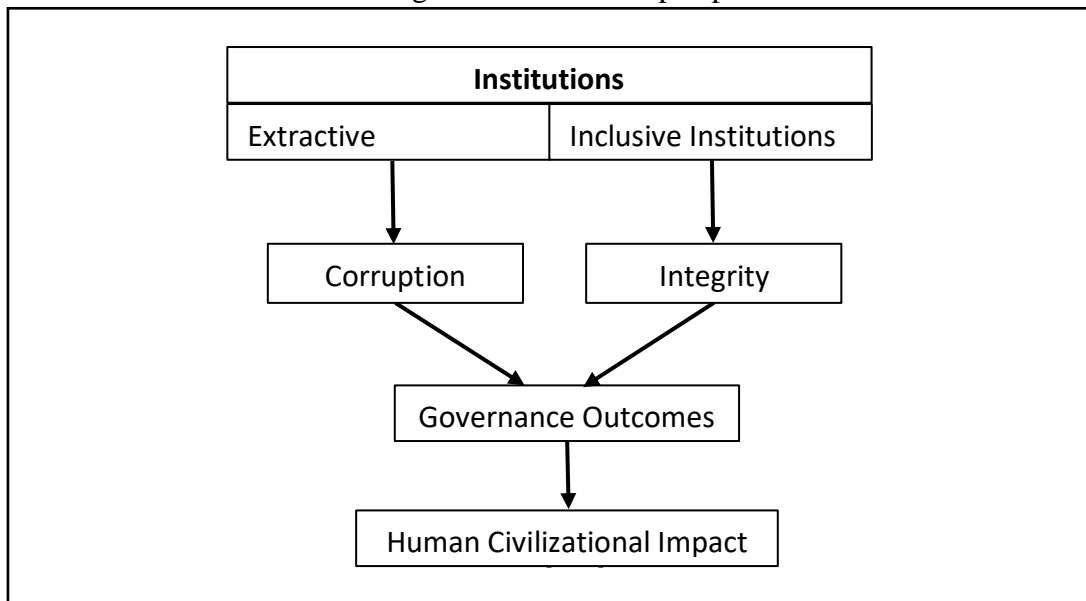 Institutions
Extractive
Inclusive Institutions
Corruption
Integrity
Governance Outcomes
Human Civilizational Impact